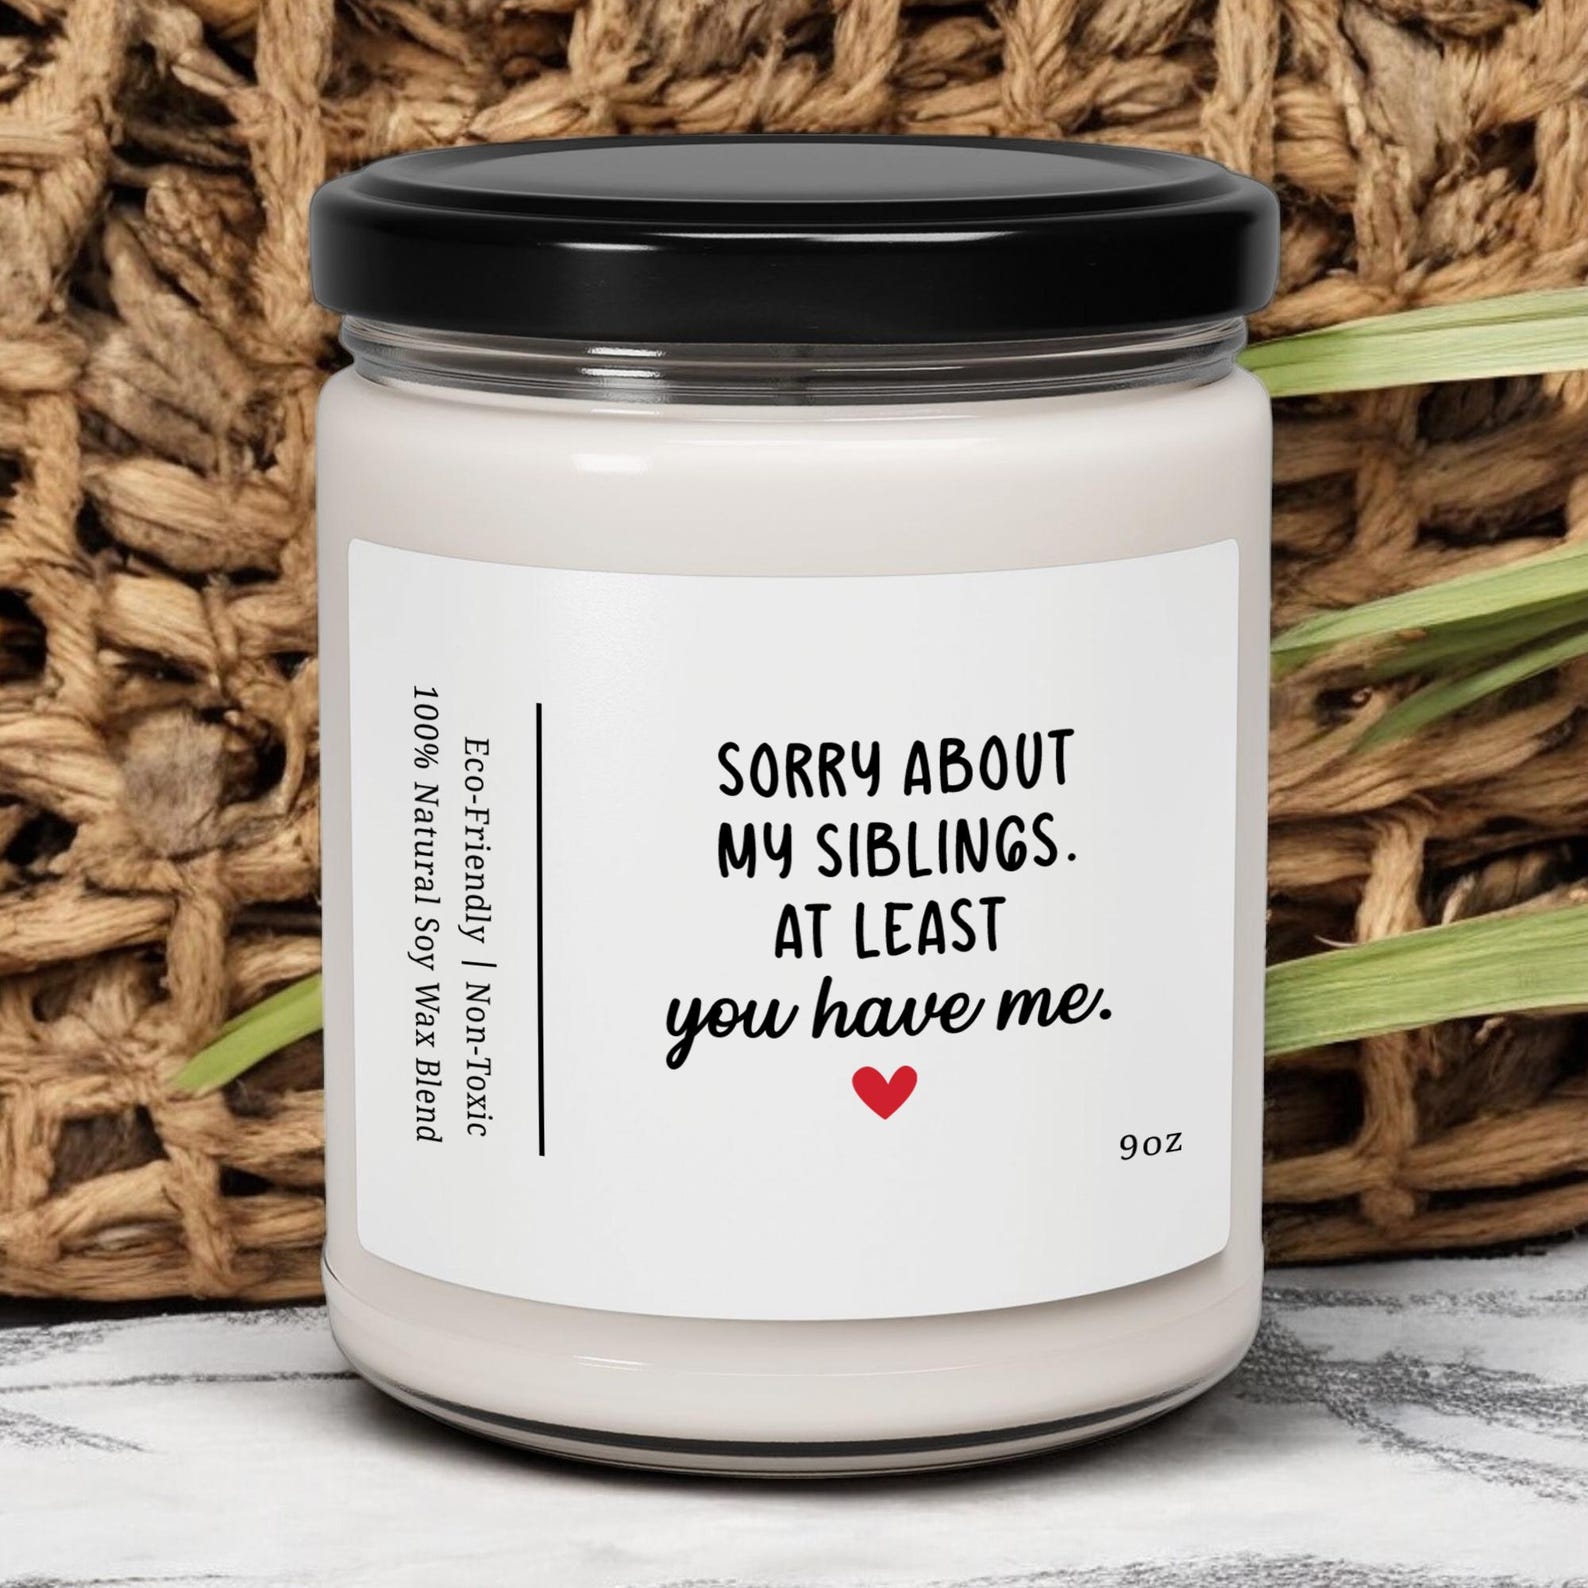 SORRY ABOUT
MY SIBLINGS.
AT LEAST
you have me.
Eco-Friendly | Non-Toxic
100% Natural Soy Wax Blend
9oz